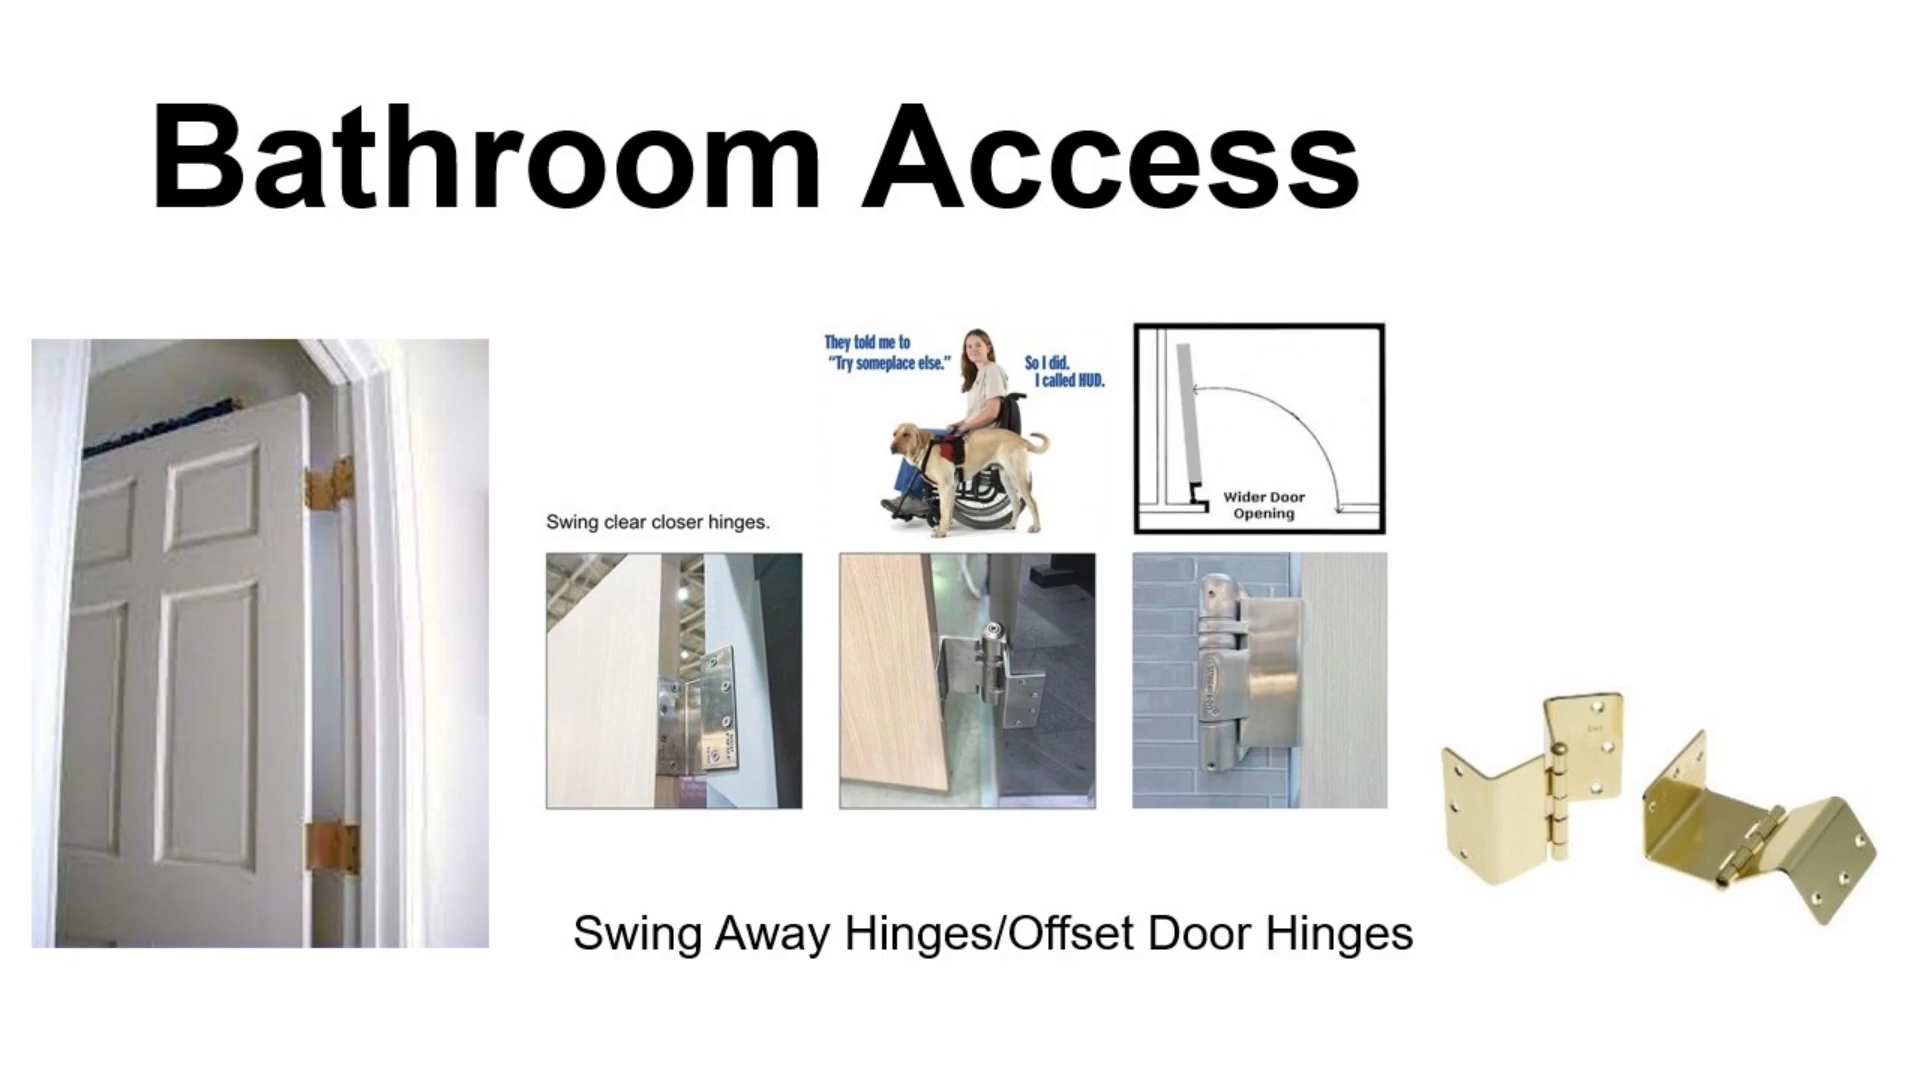 Bathroom Access
They told me to
"Try someplace else."
So I did.
I called HUD.
Swing clear closer hinges.
Wider Door
Opening
Swing Away Hinges/Offset Door Hinges